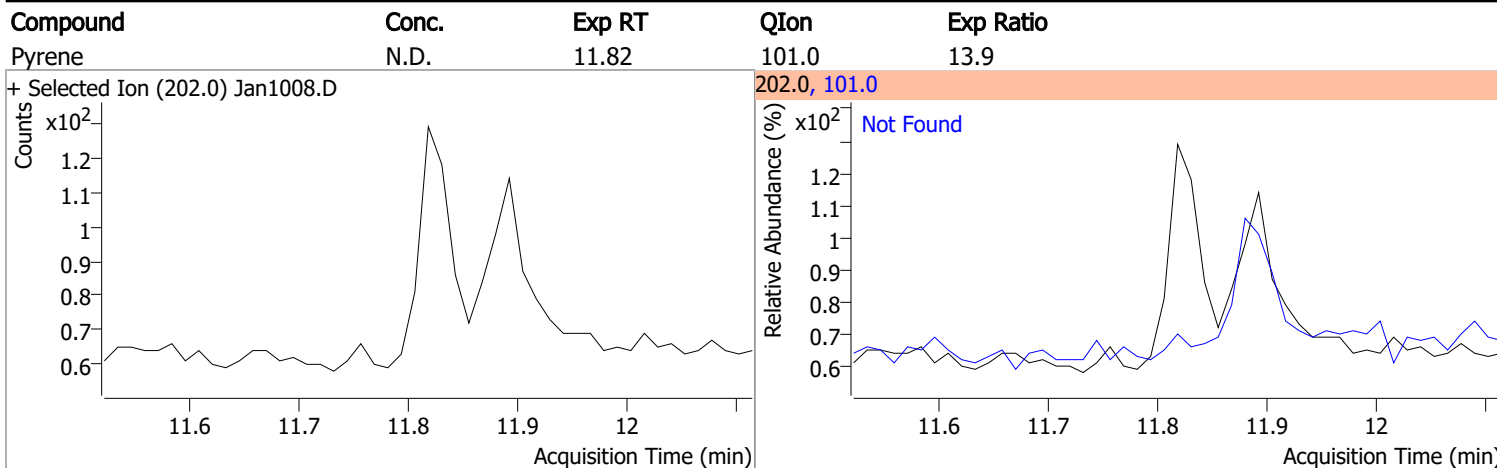 Compound Conc. Exp RT QIon Exp Ratio
Pyrene N.D. 11.82 101.0 13.9
+ Selected Ion (202.0) Jan1008.D
Counts
x10²
1.2
1.1
1
0.9
0.8
0.7
0.6
11.6 11.7 11.8 11.9 12
Acquisition Time (min)
202.0, 101.0
Relative Abundance (%)
x10²
Not Found
1.2
1.1
1
0.9
0.8
0.7
0.6
11.6 11.7 11.8 11.9 12
Acquisition Time (min)